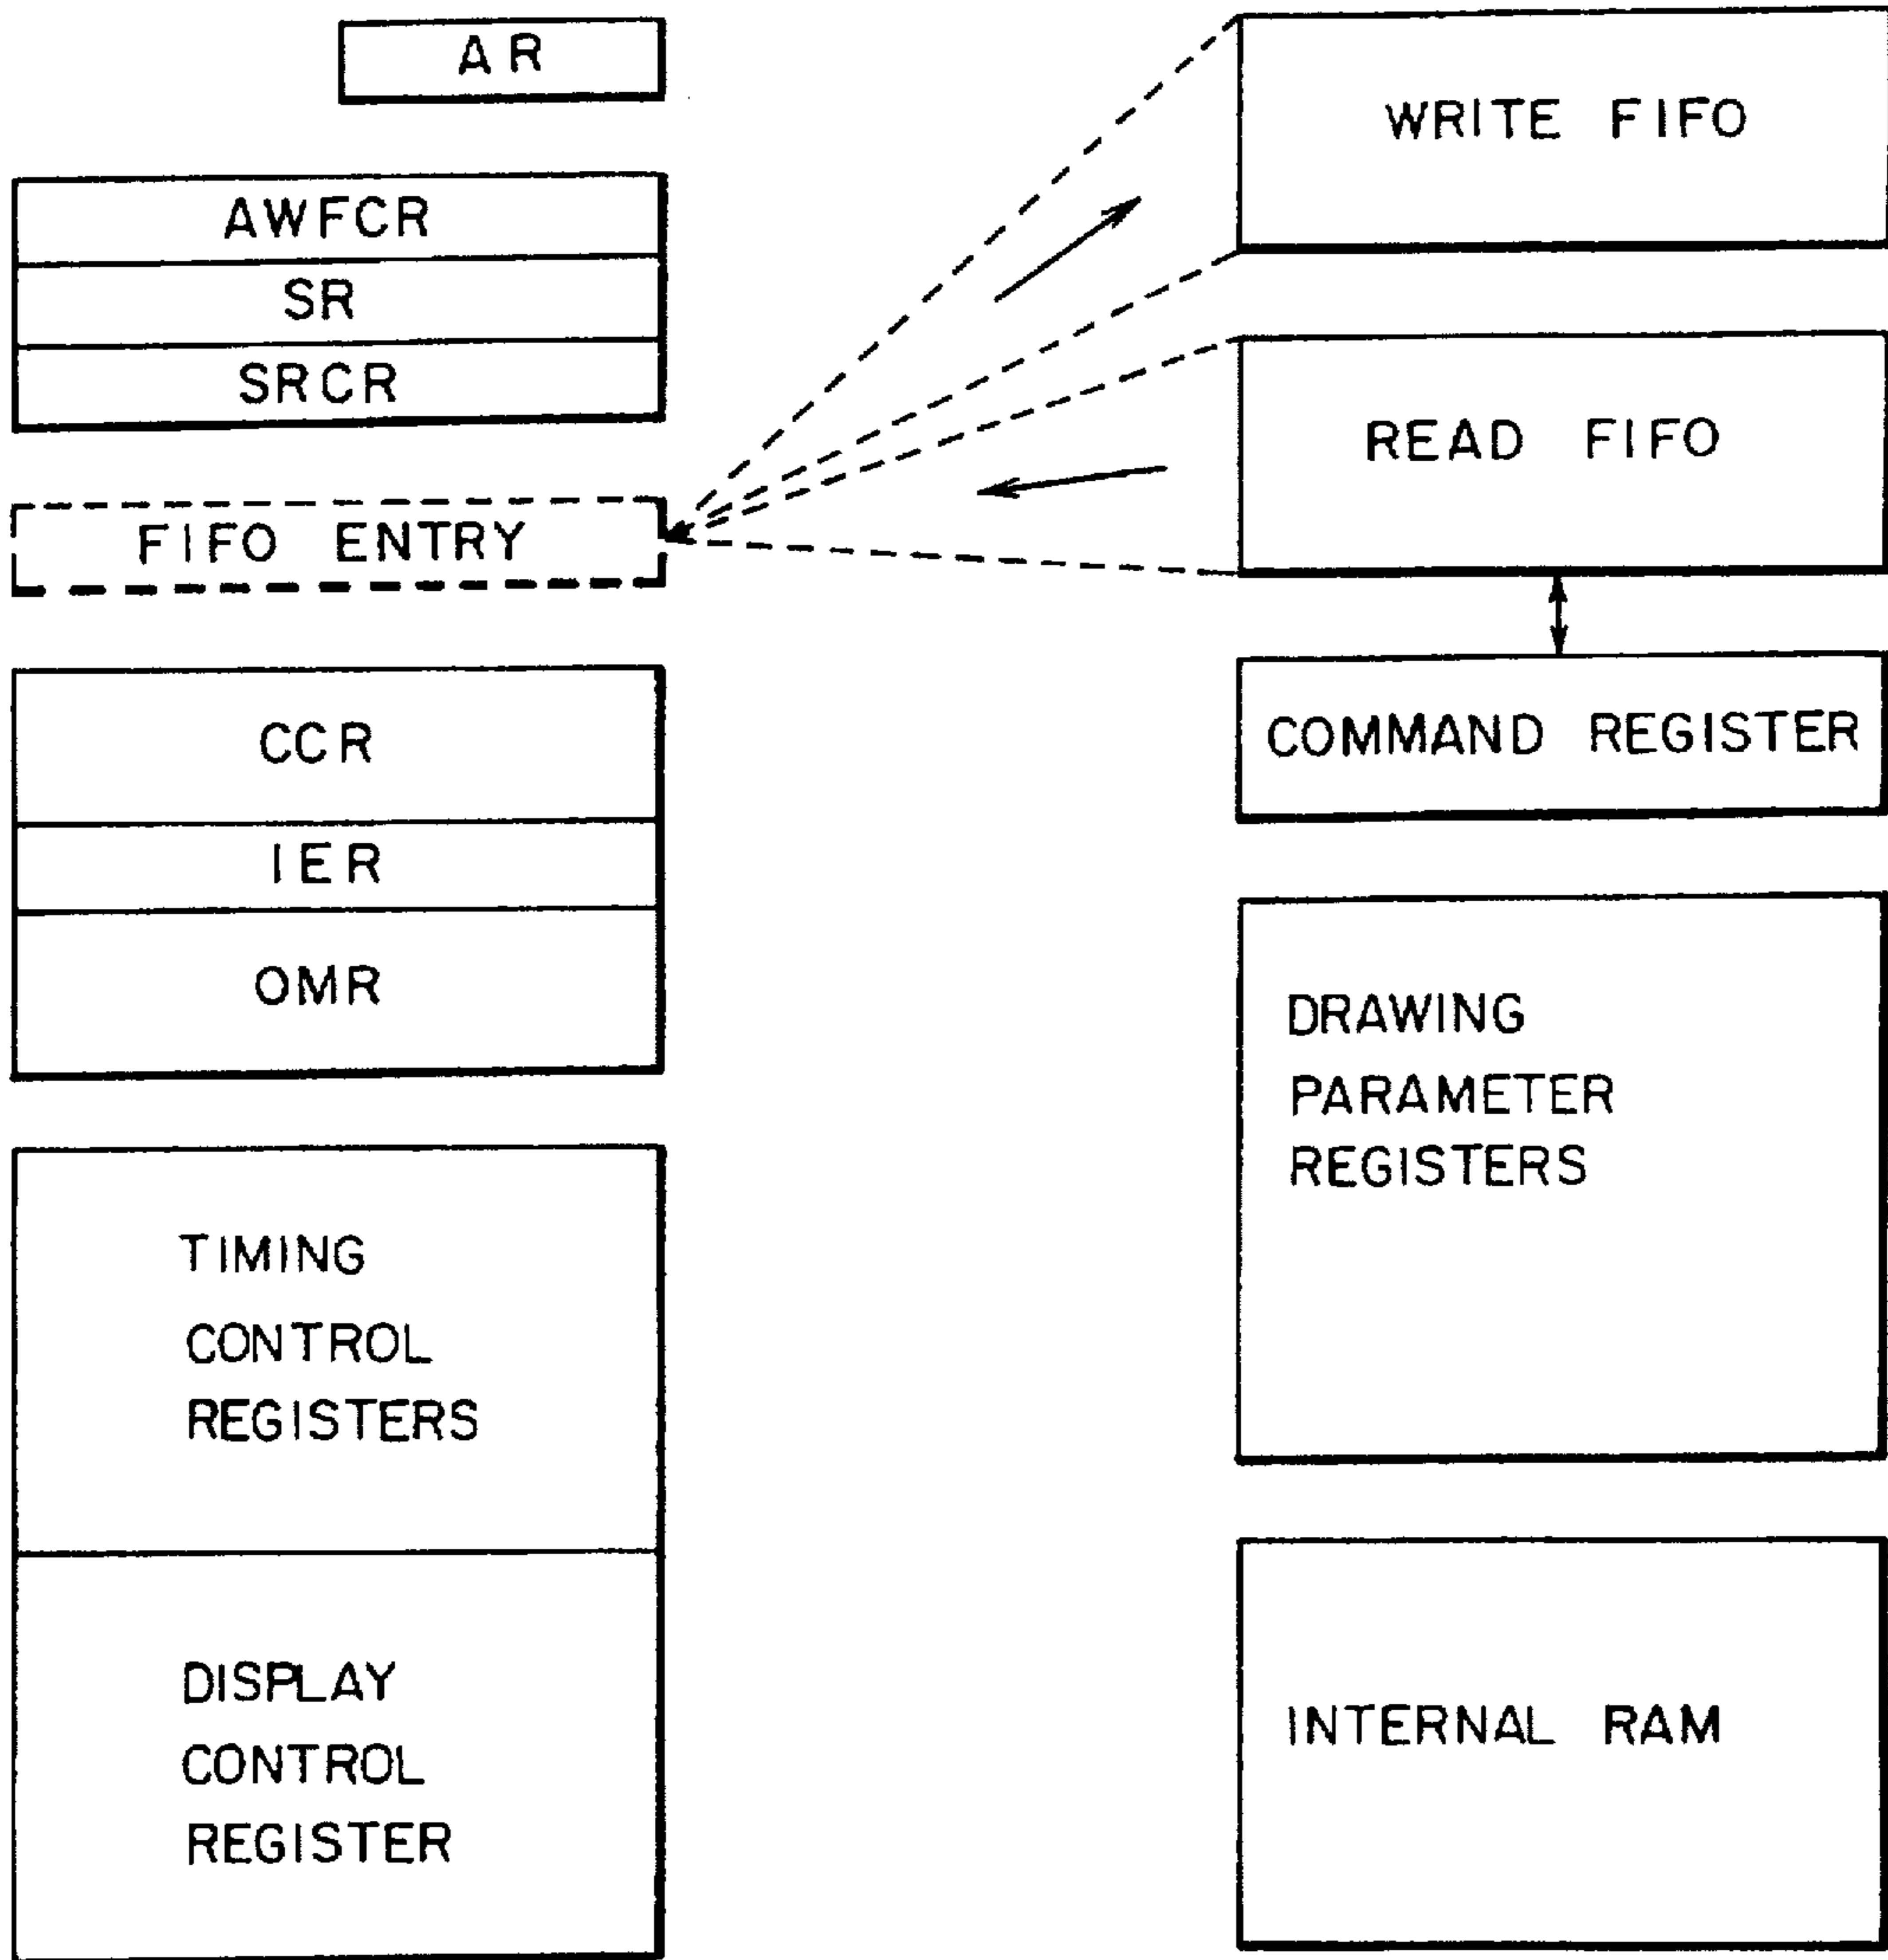 AR
AWFCR
SR
SRCR
FIFO ENTRY
CCR
IER
OMR
TIMING
CONTROL
REGISTERS
DISPLAY
CONTROL
REGISTER
WRITE FIFO
READ FIFO
COMMAND REGISTER
DRAWING
PARAMETER
REGISTERS
INTERNAL RAM